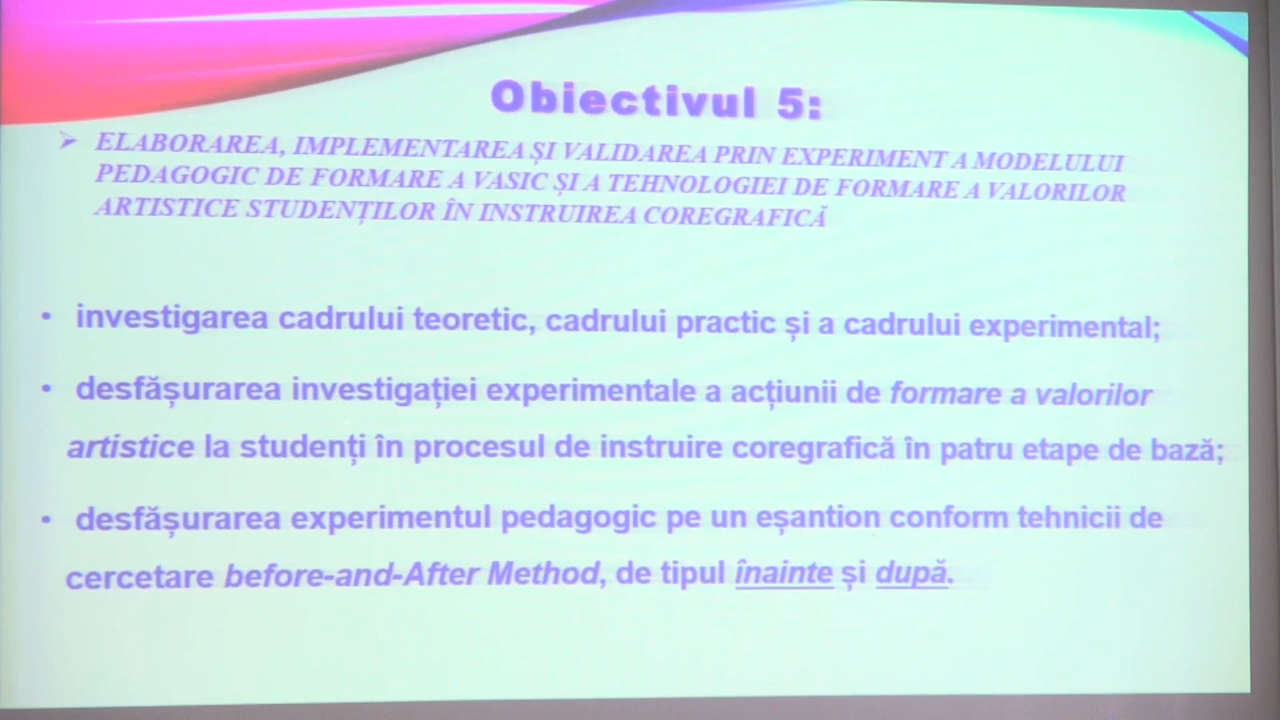 Obiectivul 5:
➢ ELABORAREA, IMPLEMENTAREA ȘI VALIDAREA PRIN EXPERIMENT A MODELULUI
PEDAGOGIC DE FORMARE A VASIC ȘI A TEHNOLOGIEI DE FORMARE A VALORILOR
ARTISTICE STUDENȚILOR ÎN INSTRUIREA COREGRAFICĂ
• investigarea cadrului teoretic, cadrului practic și a cadrului experimental;
• desfășurarea investigației experimentale a acțiunii de formare a valorilor
artistice la studenți în procesul de instruire coregrafică în patru etape de bază;
• desfășurarea experimentul pedagogic pe un eșantion conform tehnicii de
cercetare before-and-After Method, de tipul înainte și după.